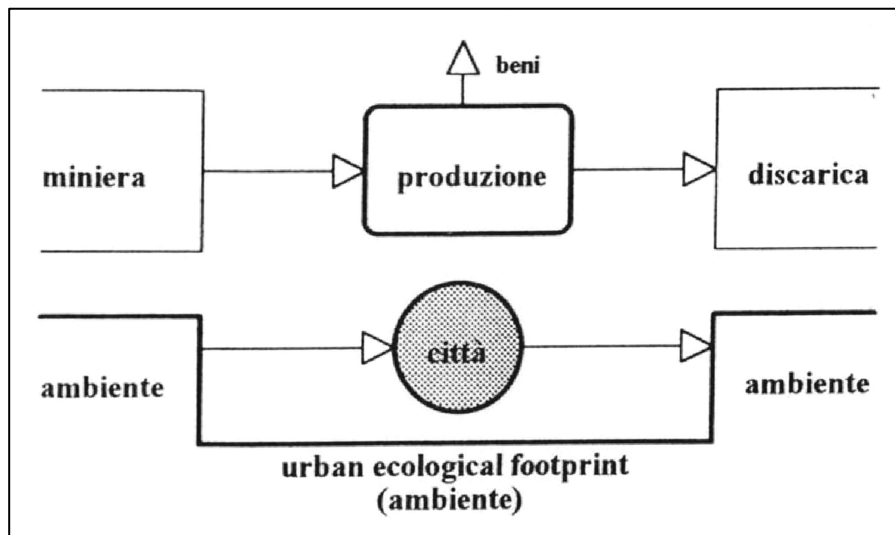 beni
miniera
produzione
discarica
ambiente
città
ambiente
urban ecological footprint
(ambiente)